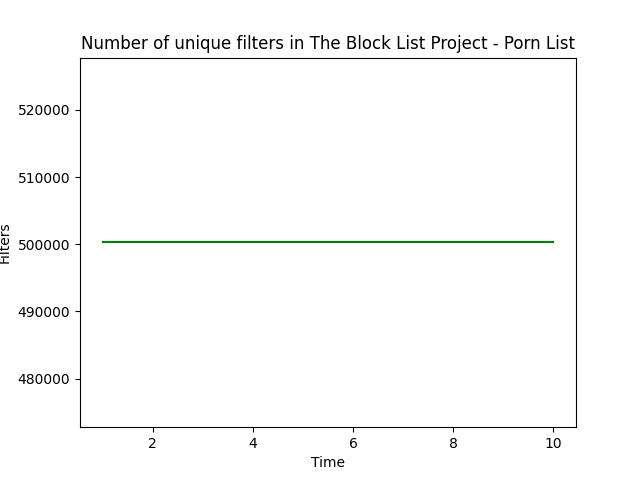 Number of unique filters in The Block List Project - Porn List
520000
510000
500000
490000
480000
Filters
2 4 6 8 10
Time